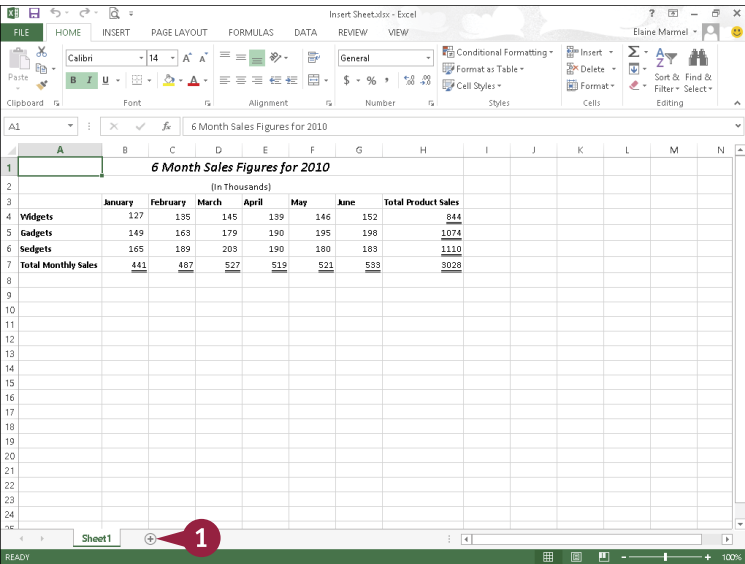 Insert Sheet.xlsx - Excel
?
FILE HOME INSERT PAGE LAYOUT FORMULAS DATA REVIEW VIEW Elaine Marmel
Calibri 14 A A General Conditional Formatting Insert Σ A Z
Paste B I U A $ % , .00 .0 Format as Table Delete Sort & Find &
Cell Styles Format Filter Select
Clipboard Font Alignment Number Styles Cells Editing
A1 fx 6 Month Sales Figures for 2010
A B C D E F G H I J K L M N
1 6 Month Sales Figures for 2010
2 (In Thousands)
3 January February March April May June Total Product Sales
4 Widgets 127 135 145 139 146 152 844
5 Gadgets 149 163 179 190 195 198 1074
6 Sedgets 165 189 203 190 180 183 1110
7 Total Monthly Sales 441 487 527 519 521 533 3028
8
9
10
11
12
13
14
15
16
17
18
19
20
21
22
23
24
25
Sheet1 1
READY 100%